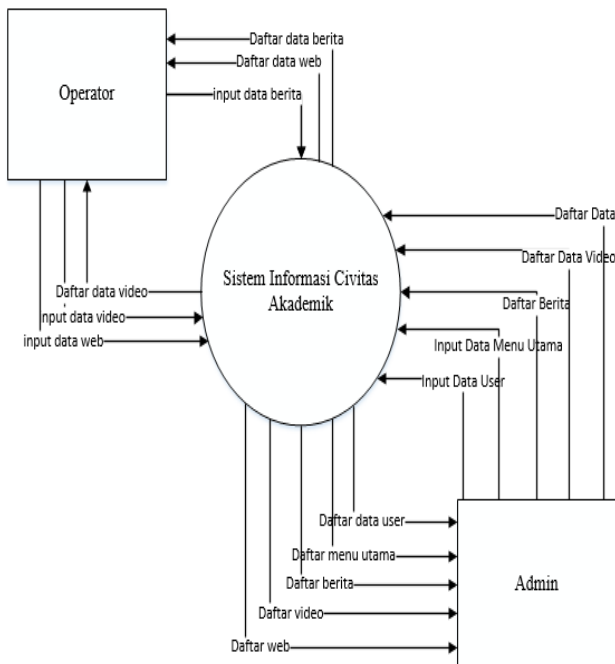 Daftar data berita
Daftar data web
Operator
input data berita
Daftar Data
Sistem Informasi Civitas
Akademik
Daftar Data Video
Daftar data video
Daftar Berita
input data video
input data web
Input Data Menu Utama
Input Data User
Daftar data user
Daftar menu utama
Daftar berita
Admin
Daftar video
Daftar web